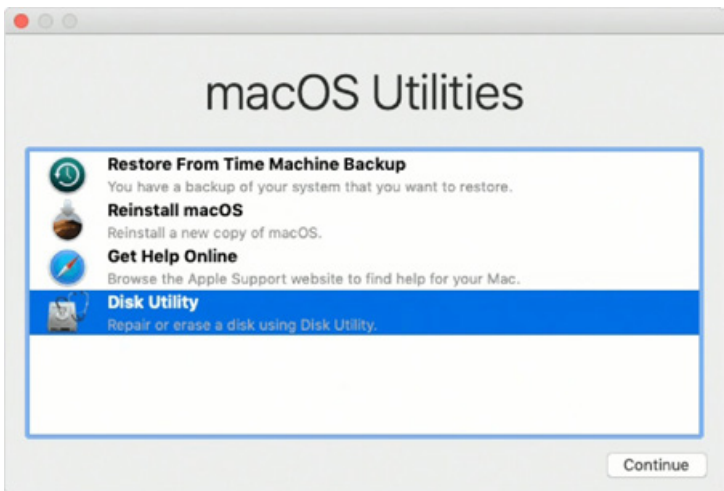 macOS Utilities
Restore From Time Machine Backup
You have a backup of your system that you want to restore.
Reinstall macOS
Reinstall a new copy of macOS.
Get Help Online
Browse the Apple Support website to find help for your Mac.
Disk Utility
Repair or erase a disk using Disk Utility.
Continue